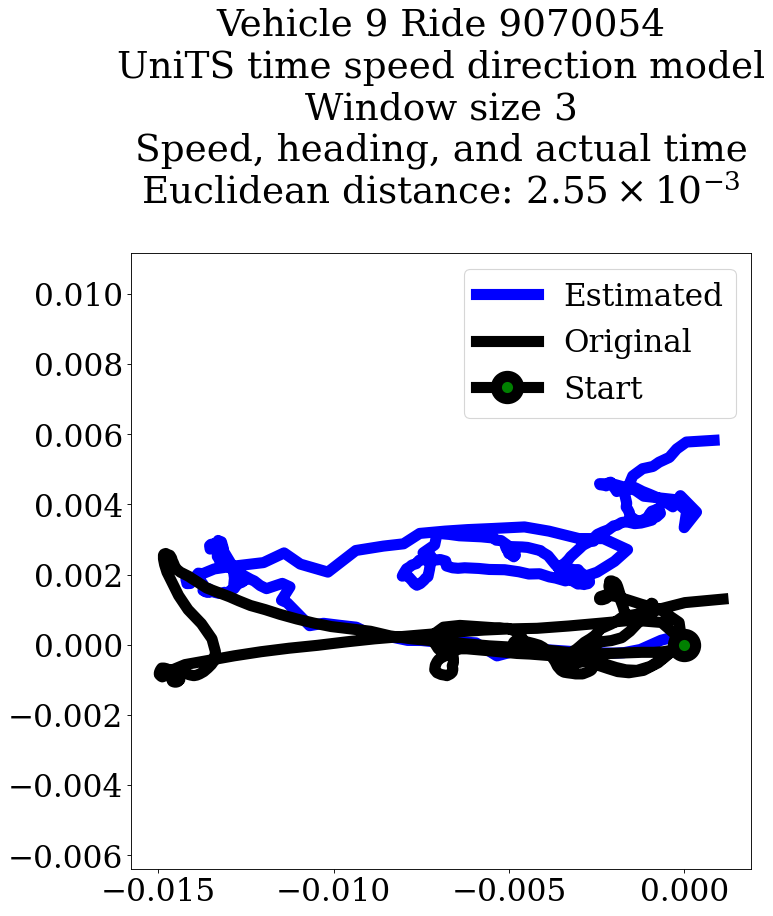 Vehicle 9 Ride 9070054
UniTS time speed direction model
Window size 3
Speed, heading, and actual time
Euclidean distance: 2.55 × 10⁻³
Estimated
Original
Start
0.010
0.008
0.006
0.004
0.002
0.000
−0.002
−0.004
−0.006
−0.015 −0.010 −0.005 0.000